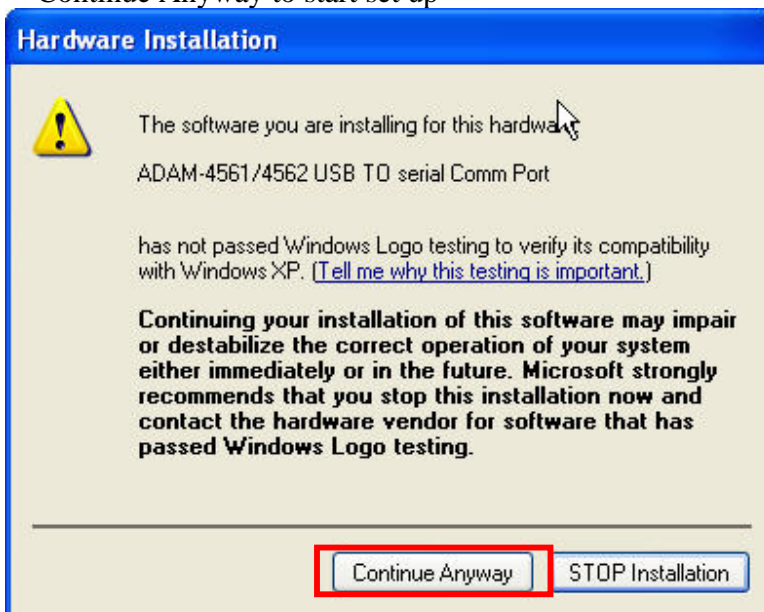 Continue Anyway to start set up
Hardware Installation
The software you are installing for this hardware
ADAM-4561/4562 USB TO serial Comm Port
has not passed Windows Logo testing to verify its compatibility
with Windows XP. (Tell me why this testing is important.)
Continuing your installation of this software may impair
or destabilize the correct operation of your system
either immediately or in the future. Microsoft strongly
recommends that you stop this installation now and
contact the hardware vendor for software that has
passed Windows Logo testing.
Continue Anyway
STOP Installation